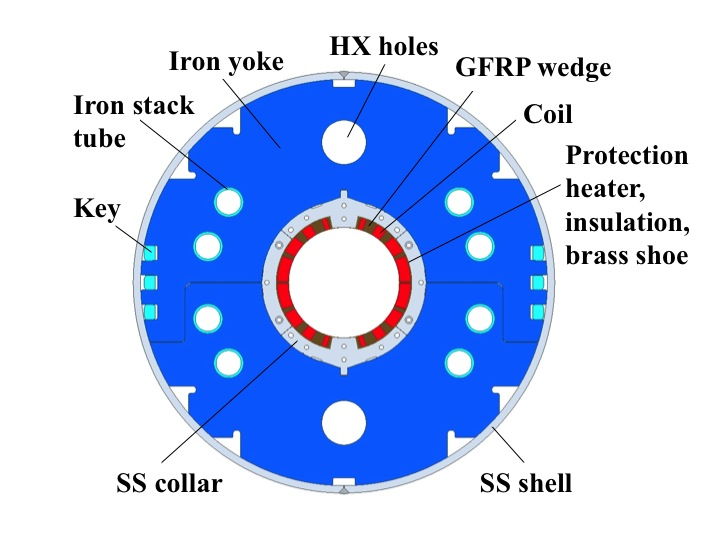 HX holes
Iron yoke
GFRP wedge
Iron stack
tube
Coil
Protection
heater,
insulation,
brass shoe
Key
SS collar
SS shell